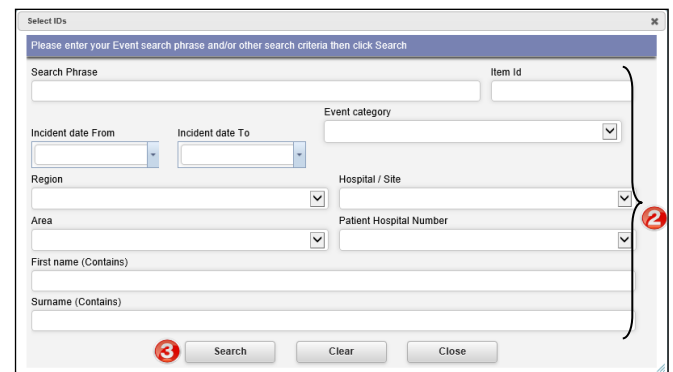 Select IDs
Please enter your Event search phrase and/or other search criteria then click Search
Search Phrase Item Id
Event category
Incident date From Incident date To
Region Hospital / Site
2
Area Patient Hospital Number
First name (Contains)
Surname (Contains)
3 Search Clear Close